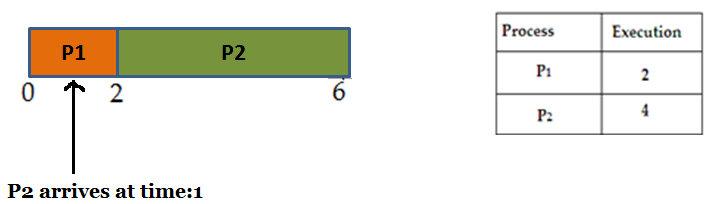 P1 P2
0 2 6
P2 arrives at time:1
Process Execution
P1 2
P2 4